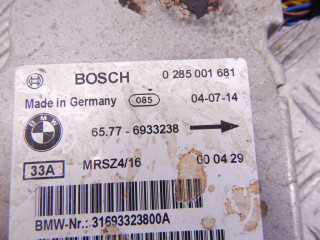 BOSCH 0 285 001 681
Made in Germany 085 04-07-14
BMW 65.77 - 6933238
33A MRSZ4/16 00 04 29
BMW-Nr.: 31693323800A